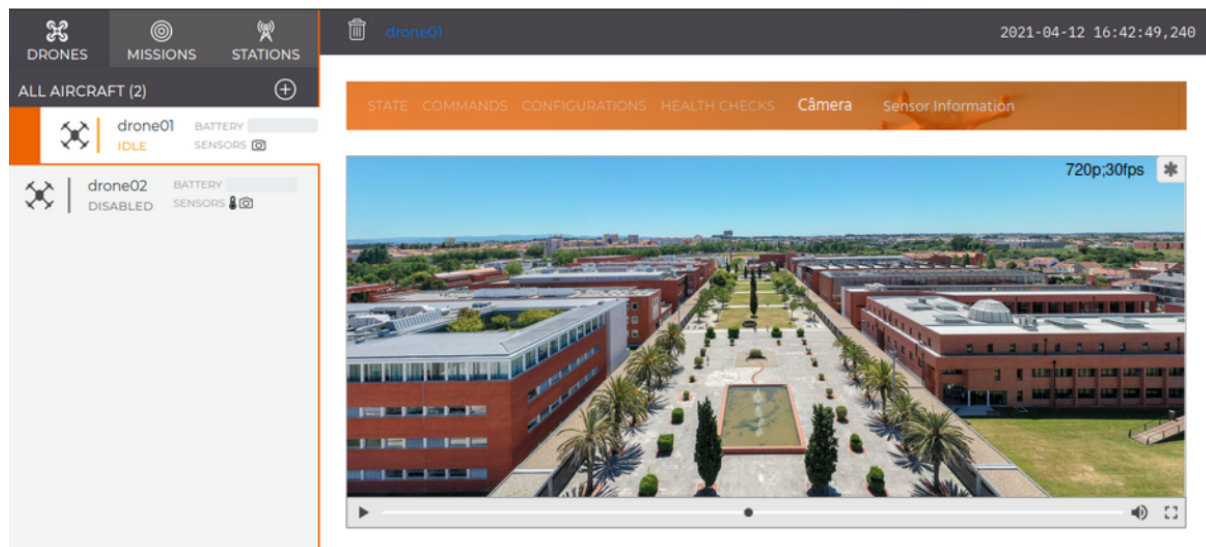 DRONES MISSIONS STATIONS
ALL AIRCRAFT (2)
drone01 BATTERY
IDLE SENSORS
drone02 BATTERY
DISABLED SENSORS
drone01 2021-04-12 16:42:49,240
STATE COMMANDS CONFIGURATIONS HEALTH CHECKS Câmera Sensor Information
720p;30fps